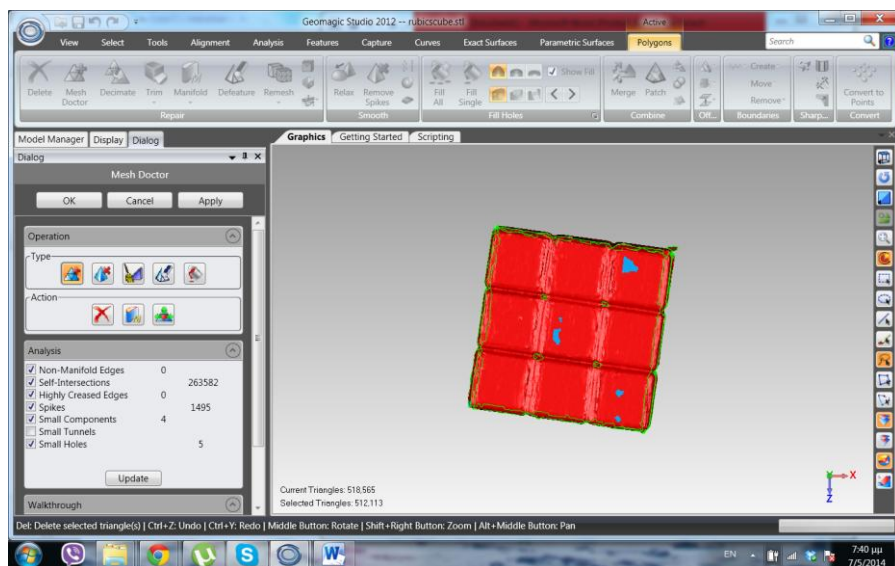 Geomagic Studio 2012 -- rubicscube.stl
Active
View Select Tools Alignment Analysis Features Capture Curves Exact Surfaces Parametric Surfaces Polygons Search
Delete Mesh Doctor Decimate Trim Manifold Defeature Remesh Relax Remove Spikes Fill All Fill Single Show Fill Merge Patch Create Move Remove Convert to Points
Repair Smooth Fill Holes Combine Off... Boundaries Sharp... Convert
Model Manager Display Dialog Graphics Getting Started Scripting
Dialog
Mesh Doctor
OK Cancel Apply
Operation
Type
Action
Analysis
Non-Manifold Edges 0
Self-Intersections 263582
Highly Creased Edges 0
Spikes 1495
Small Components 4
Small Tunnels
Small Holes 5
Update
Walkthrough
Current Triangles: 518,565
Selected Triangles: 512,113
X
Z
Del: Delete selected triangle(s) | Ctrl+Z: Undo | Ctrl+Y: Redo | Middle Button: Rotate | Shift+Right Button: Zoom | Alt+Middle Button: Pan
EN 7:40 μμ
7/5/2014